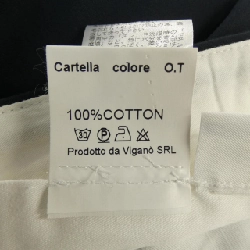 Cartella colore O.T
100%COTTON
Prodotto da Viganò SRL